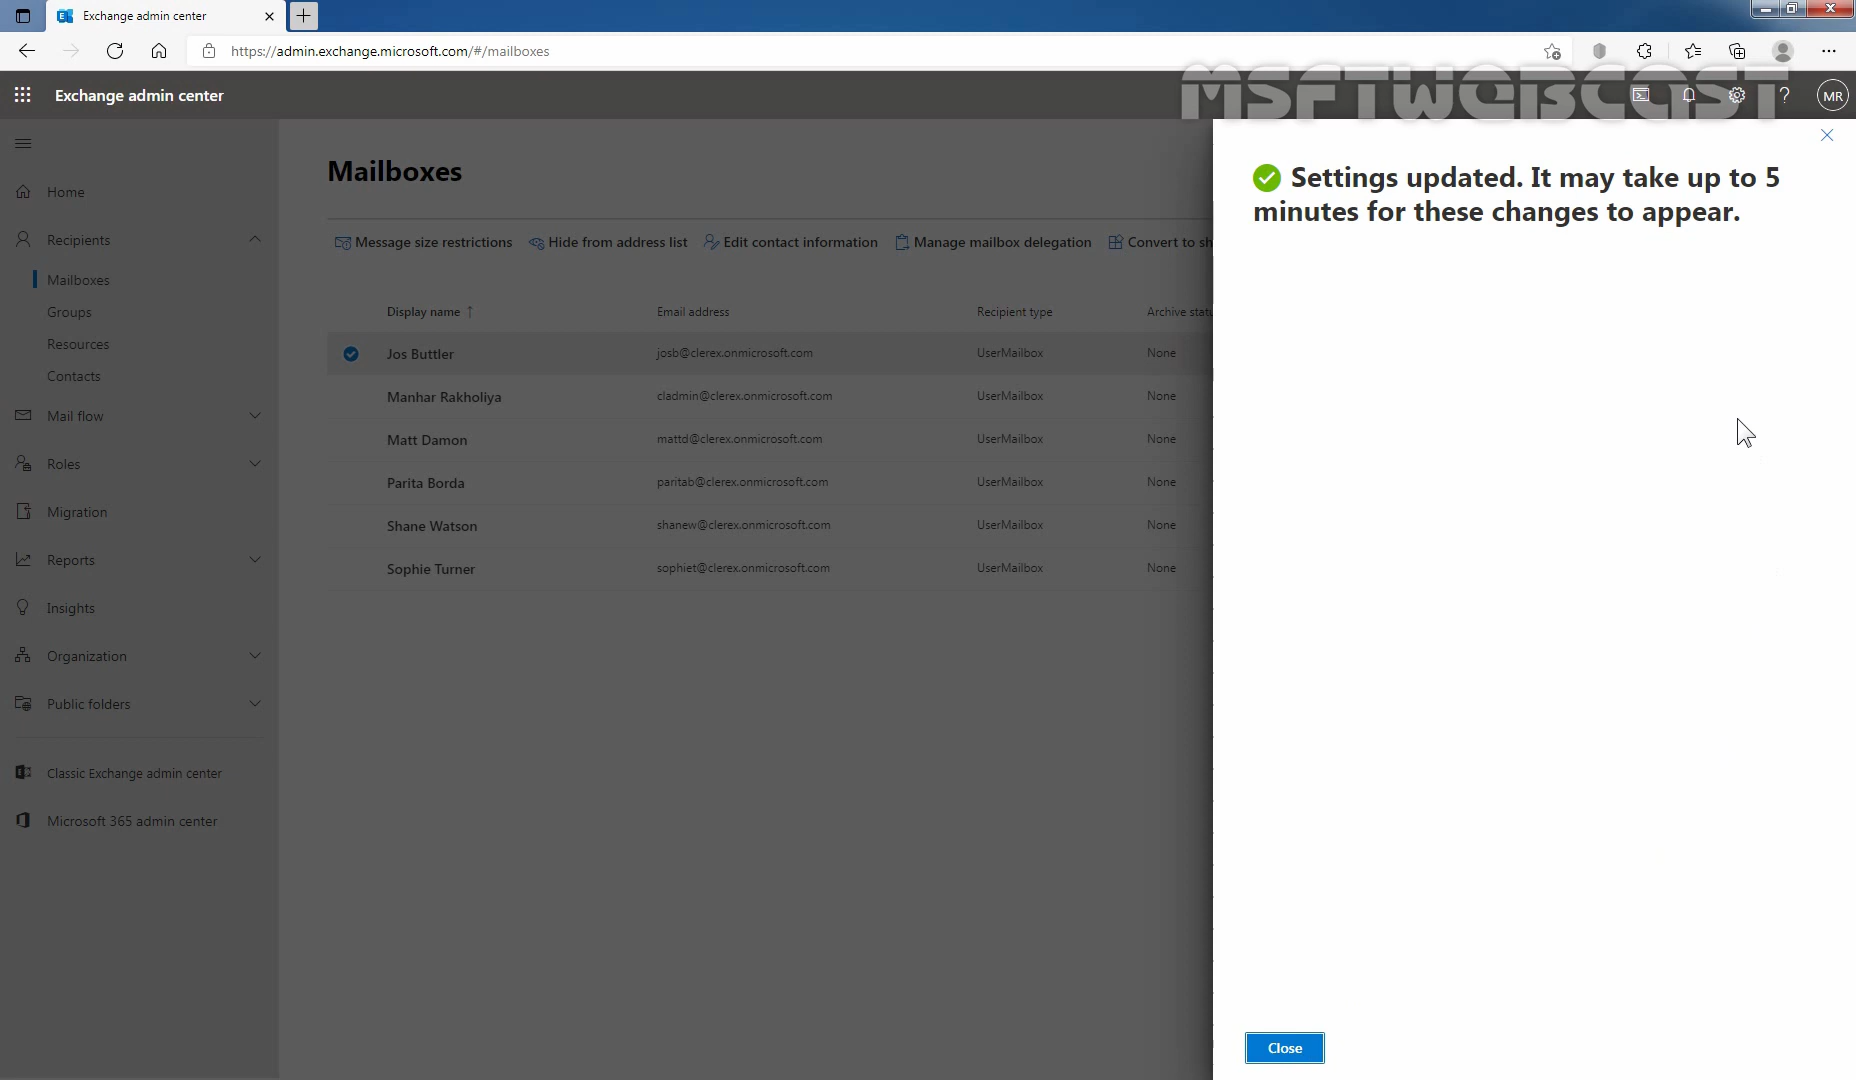 Exchange admin center
https://admin.exchange.microsoft.com/#/mailboxes
Exchange admin center
MSFTWEBCAST
MR
Home
Recipients
Mailboxes
Groups
Resources
Contacts
Mail flow
Roles
Migration
Reports
Insights
Organization
Public folders
Classic Exchange admin center
Microsoft 365 admin center
Mailboxes
Message size restrictions Hide from address list Edit contact information Manage mailbox delegation Convert to sh
Display name ↑ Email address Recipient type Archive statu
Jos Buttler josb@clerex.onmicrosoft.com UserMailbox None
Manhar Rakholiya cladmin@clerex.onmicrosoft.com UserMailbox None
Matt Damon mattd@clerex.onmicrosoft.com UserMailbox None
Parita Borda paritab@clerex.onmicrosoft.com UserMailbox None
Shane Watson shanew@clerex.onmicrosoft.com UserMailbox None
Sophie Turner sophiet@clerex.onmicrosoft.com UserMailbox None
Settings updated. It may take up to 5
minutes for these changes to appear.
Close